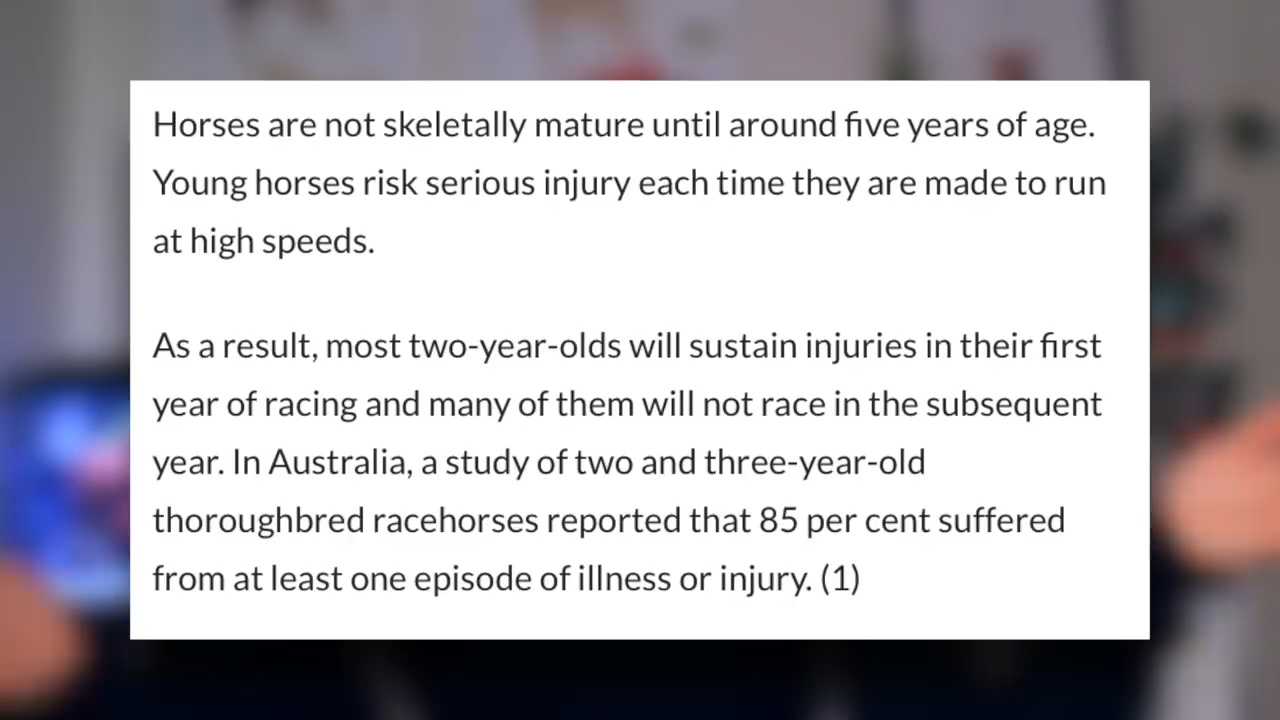 Horses are not skeletally mature until around five years of age.
Young horses risk serious injury each time they are made to run
at high speeds.
As a result, most two-year-olds will sustain injuries in their first
year of racing and many of them will not race in the subsequent
year. In Australia, a study of two and three-year-old
thoroughbred racehorses reported that 85 per cent suffered
from at least one episode of illness or injury. (1)